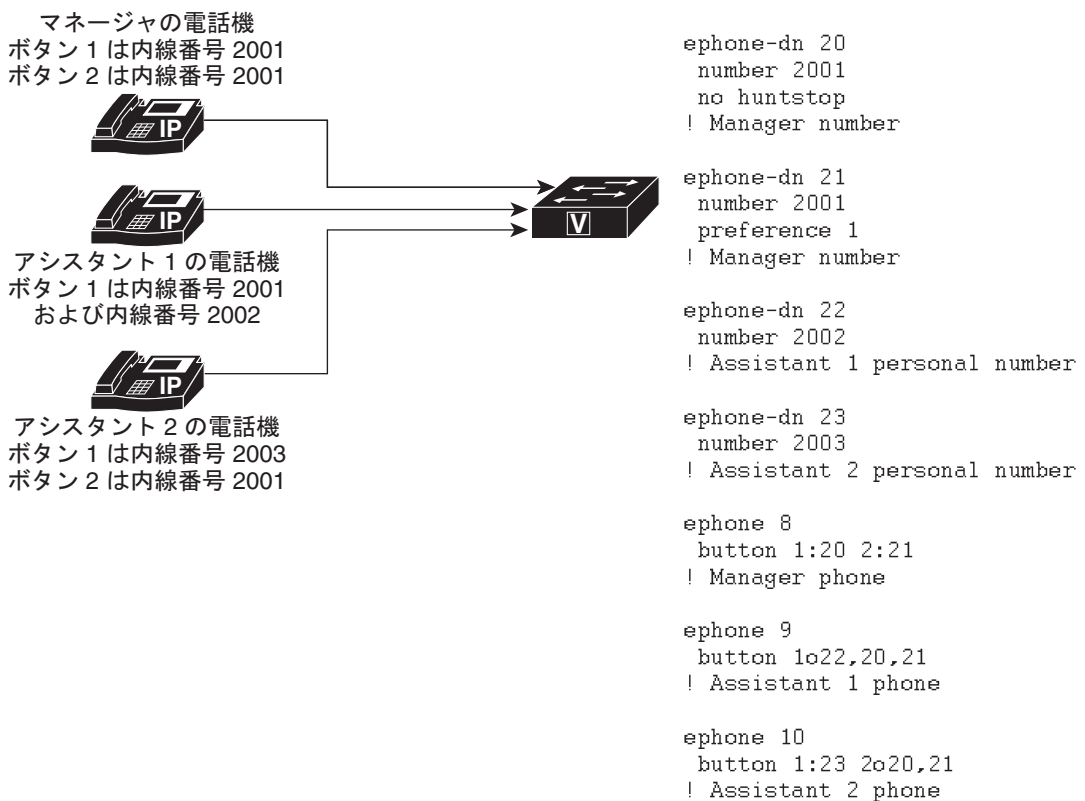 マネージャの電話機
ボタン 1 は内線番号 2001
ボタン 2 は内線番号 2001
IP
IP
アシスタント 1 の電話機
ボタン 1 は内線番号 2001
および内線番号 2002
IP
アシスタント 2 の電話機
ボタン 1 は内線番号 2003
ボタン 2 は内線番号 2001
V
ephone-dn 20
number 2001
no huntstop
! Manager number
ephone-dn 21
number 2001
preference 1
! Manager number
ephone-dn 22
number 2002
! Assistant 1 personal number
ephone-dn 23
number 2003
! Assistant 2 personal number
ephone 8
button 1:20 2:21
! Manager phone
ephone 9
button 1o22,20,21
! Assistant 1 phone
ephone 10
button 1:23 2o20,21
! Assistant 2 phone